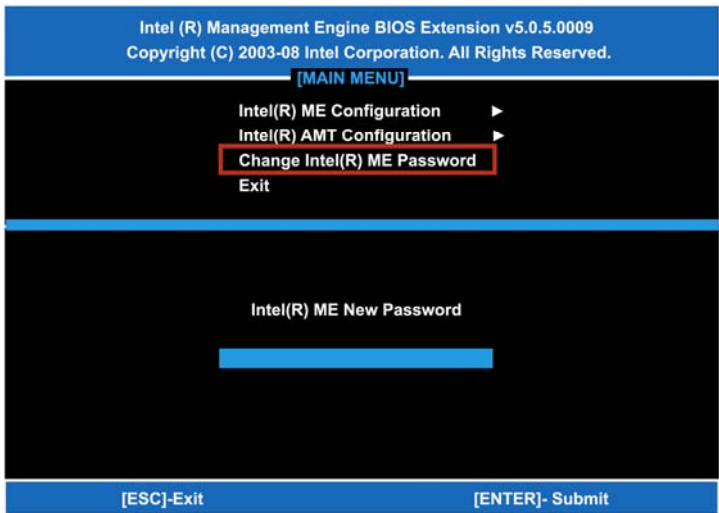 Intel (R) Management Engine BIOS Extension v5.0.5.0009
Copyright (C) 2003-08 Intel Corporation. All Rights Reserved.
[MAIN MENU]
Intel(R) ME Configuration ►
Intel(R) AMT Configuration ►
Change Intel(R) ME Password
Exit
Intel(R) ME New Password
[ESC]-Exit [ENTER]- Submit